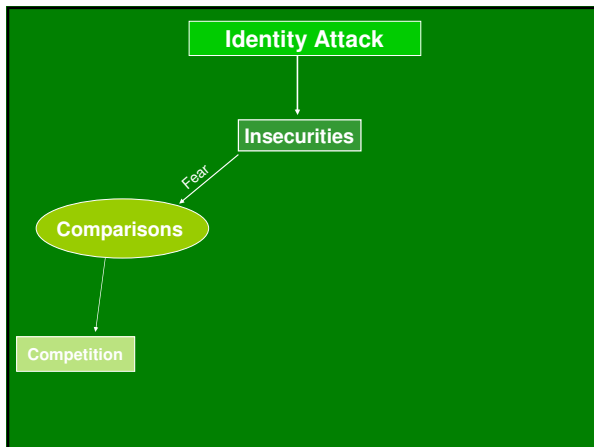 Identity Attack
Insecurities
Fear
Comparisons
Competition